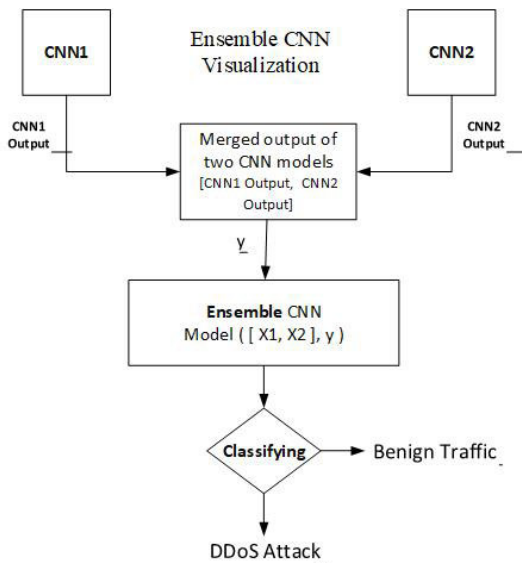 CNN1
Ensemble CNN
Visualization
CNN2
CNN1
Output
CNN2
Output
Merged output of
two CNN models
[CNN1 Output, CNN2
Output]
y
Ensemble CNN
Model ( [ X1, X2 ], y )
Classifying
Benign Traffic
DDoS Attack